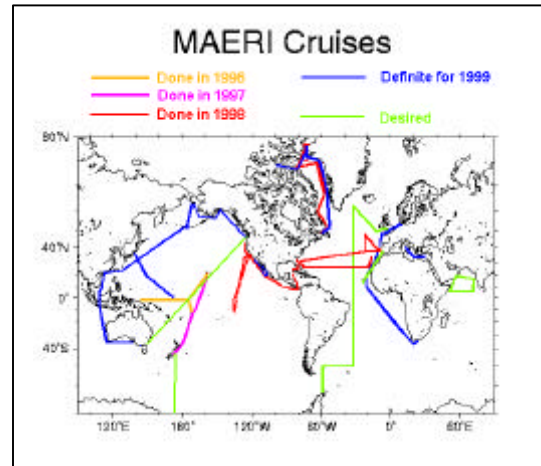 MAERI Cruises
Done in 1996
Definite for 1999
Done in 1997
Done in 1998
Desired
80°N
40°N
0°
40°S
120°E
180°
120°W
60°W
0°
60°E